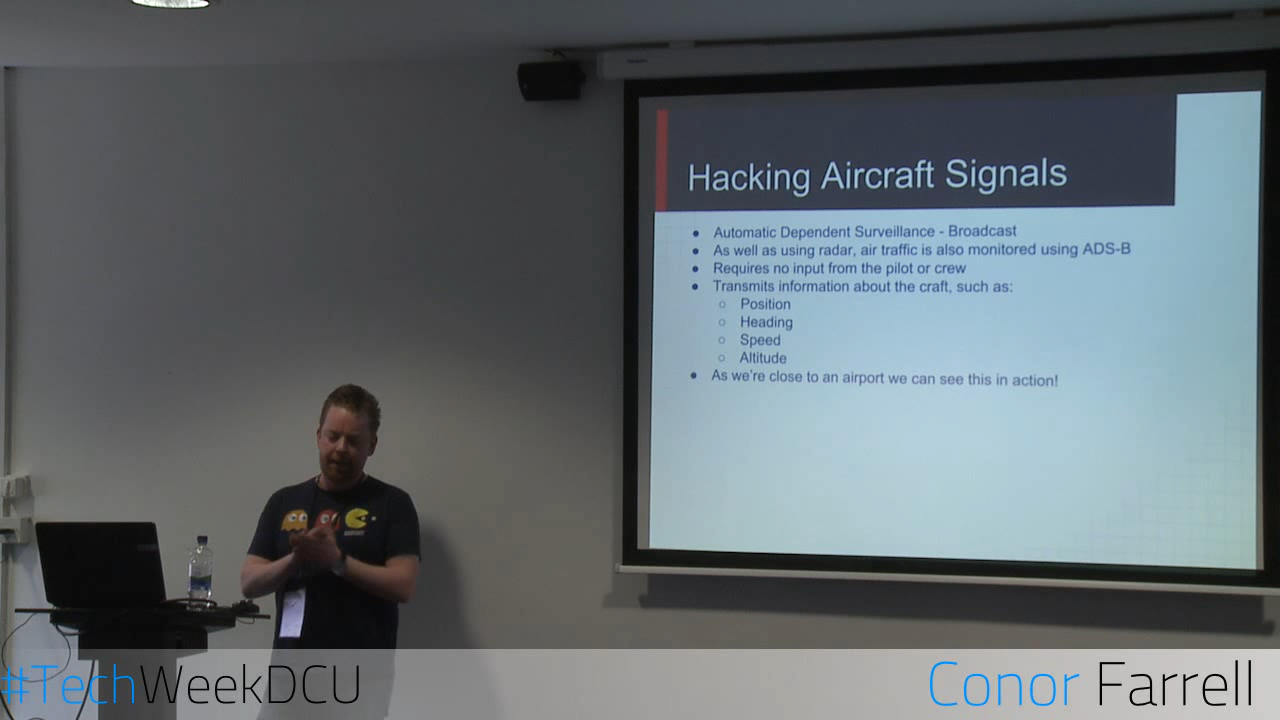 Hacking Aircraft Signals
● Automatic Dependent Surveillance - Broadcast
● As well as using radar, air traffic is also monitored using ADS-B
● Requires no input from the pilot or crew
● Transmits information about the craft, such as:
○ Position
○ Heading
○ Speed
○ Altitude
● As we're close to an airport we can see this in action!
#TechWeekDCU
Conor Farrell